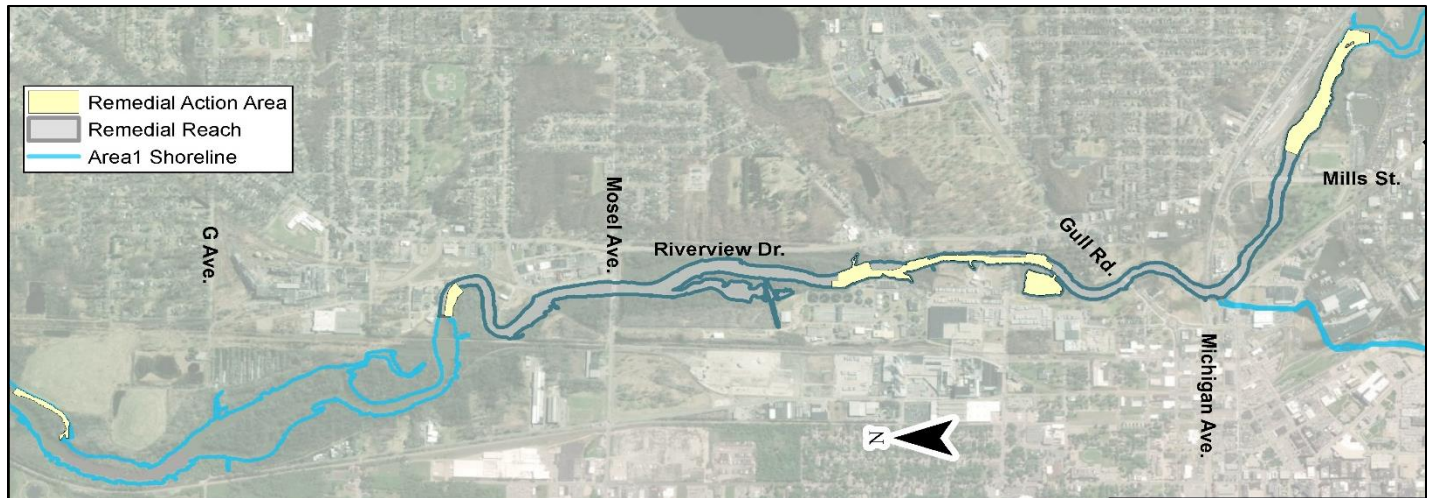 Remedial Action Area
Remedial Reach
Area1 Shoreline
G Ave.
Mosel Ave.
Riverview Dr.
Gull Rd.
Mills St.
Michigan Ave.
N